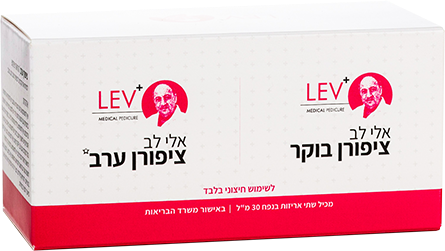 LEV+
MEDICAL PEDICURE
אלי לב
ציפורן בוקר
LEV+
MEDICAL PEDICURE
אלי לב
ציפורן ערב
לשימוש חיצוני בלבד
מכיל שתי אריזות בנפח 30 מ"ל | באישור משרד הבריאות